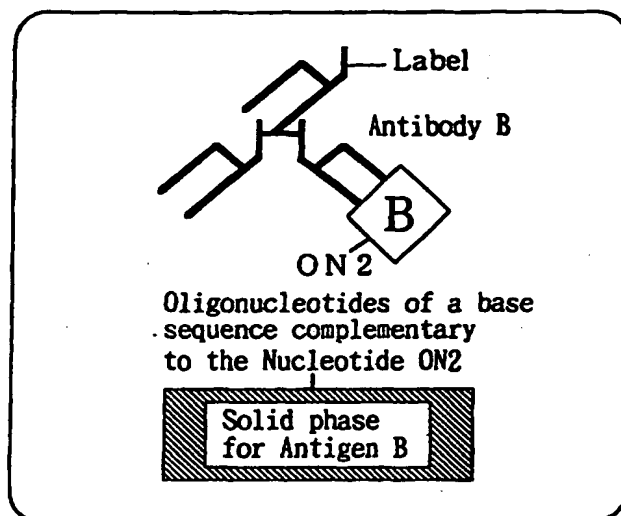 Label
Antibody B
B
ON2
Oligonucleotides of a base
sequence complementary
to the Nucleotide ON2
Solid phase
for Antigen B